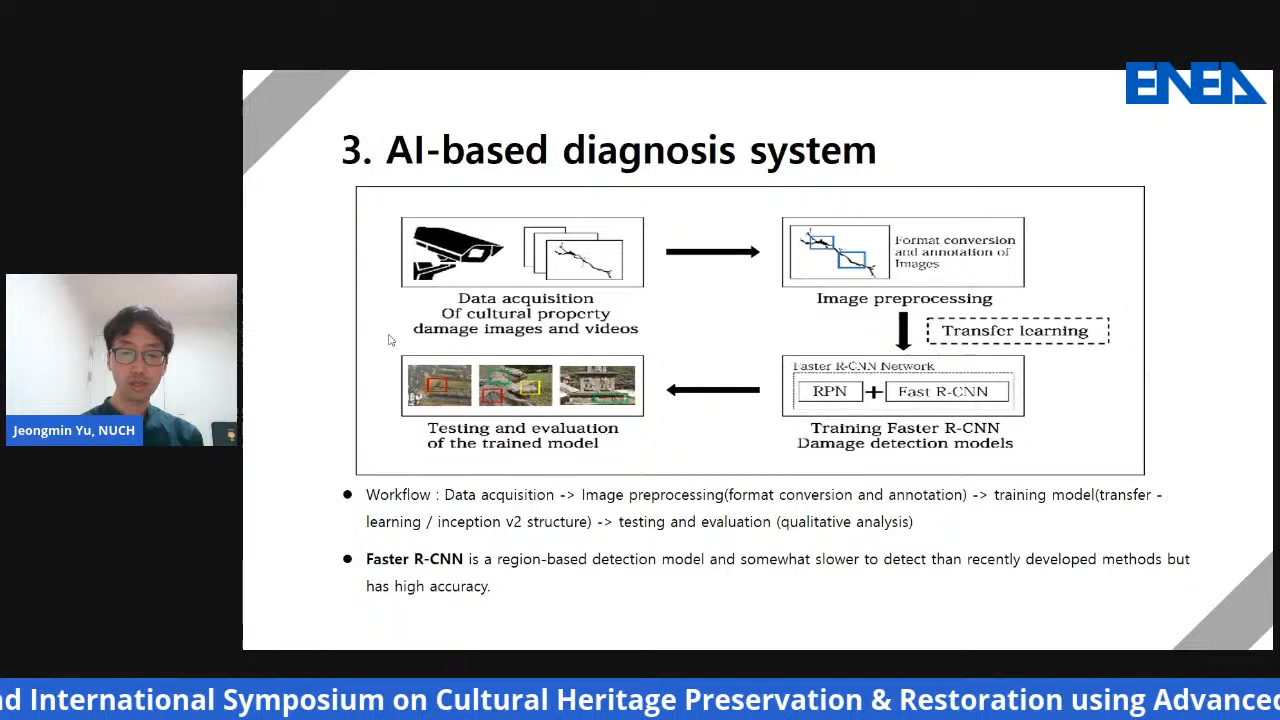 ENEA
3. AI-based diagnosis system
Format conversion
and annotation of
Images
Data acquisition
Of cultural property
damage images and videos
Image preprocessing
Transfer learning
Faster R-CNN Network
RPN + Fast R-CNN
Testing and evaluation
of the trained model
Training Faster R-CNN
Damage detection models
Jeongmin Yu, NUCH
● Workflow : Data acquisition -> Image preprocessing(format conversion and annotation) -> training model(transfer -
learning / inception v2 structure) -> testing and evaluation (qualitative analysis)
● Faster R-CNN is a region-based detection model and somewhat slower to detect than recently developed methods but
has high accuracy.
nd International Symposium on Cultural Heritage Preservation & Restoration using Advanced